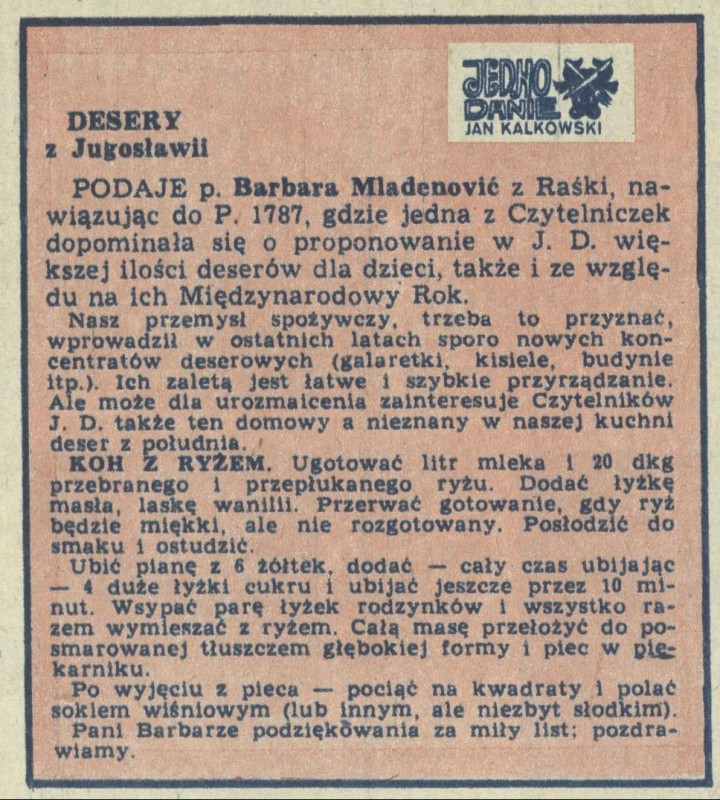 JEDNO
DANIE
JAN KALKOWSKI
DESERY
z Jugosławii
PODAJE p. Barbara Mladenović z Raśki, na-
wiązując do P. 1787, gdzie jedna z Czytelniczek
dopominała się o proponowanie w J. D. wię-
kszej ilości deserów dla dzieci, także i ze wzglę-
du na ich Międzynarodowy Rok.
Nasz przemysł spożywczy, trzeba to przyznać,
wprowadził w ostatnich latach sporo nowych kon-
centratów deserowych (galaretki, kisiele, budynie
itp.). Ich zaletą jest łatwe i szybkie przyrządzanie.
Ale może dla urozmaicenia zainteresuje Czytelników
J. D. także ten domowy a nieznany w naszej kuchni
deser z południa.
KOH Z RYŻEM. Ugotować litr mleka i 20 dkg
przebranego i przepłukanego ryżu. Dodać łyżkę
masła, laskę wanilii. Przerwać gotowanie, gdy ryż
będzie miękki, ale nie rozgotowany. Posłodzić do
smaku i ostudzić.
Ubić pianę z 6 żółtek, dodać — cały czas ubijając
— 4 duże łyżki cukru i ubijać jeszcze przez 10 mi-
nut. Wsypać parę łyżek rodzynków i wszystko ra-
zem wymieszać z ryżem. Całą masę przełożyć do po-
smarowanej tłuszczem głębokiej formy i piec w pie-
karniku.
Po wyjęciu z pieca — pociąć na kwadraty i polać
sokiem wiśniowym (lub innym, ale niezbyt słodkim).
Pani Barbarze podziękowania za miły list; pozdra-
wiamy.